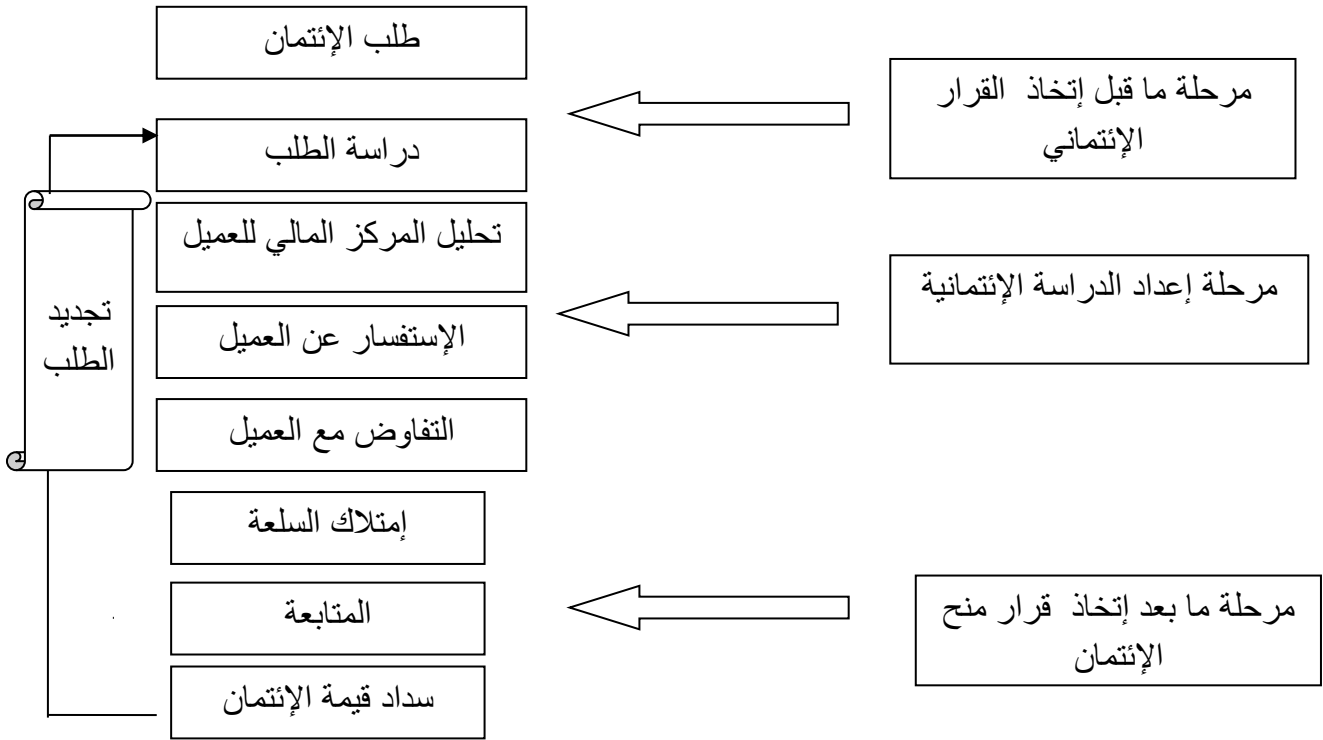 طلب الإئتمان
مرحلة ما قبل إتخاذ القرار
الإئتماني
دراسة الطلب
تحليل المركز المالي للعميل
مرحلة إعداد الدراسة الإئتمانية
الإستفسار عن العميل
تجديد
الطلب
التفاوض مع العميل
إمتلاك السلعة
المتابعة
مرحلة ما بعد إتخاذ قرار منح
الإئتمان
سداد قيمة الإئتمان